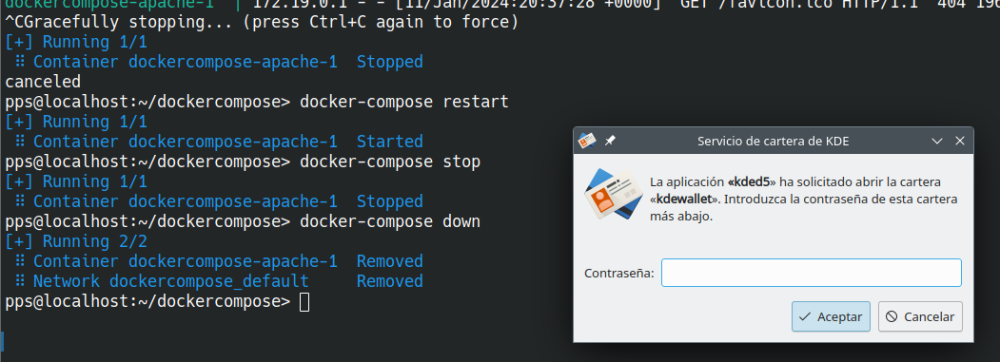 dockercompose-apache-1  | 172.19.0.1 - - [11/Jan/2024:20:37:28 +0000] "GET /favicon.ico HTTP/1.1" 404 196
^CGracefully stopping... (press Ctrl+C again to force)
[+] Running 1/1
⠿ Container dockercompose-apache-1  Stopped
canceled
pps@localhost:~/dockercompose> docker-compose restart
[+] Running 1/1
⠿ Container dockercompose-apache-1  Started
pps@localhost:~/dockercompose> docker-compose stop
[+] Running 1/1
⠿ Container dockercompose-apache-1  Stopped
pps@localhost:~/dockercompose> docker-compose down
[+] Running 2/2
⠿ Container dockercompose-apache-1  Removed
⠿ Network dockercompose_default     Removed
pps@localhost:~/dockercompose>
Servicio de cartera de KDE
La aplicación «kded5» ha solicitado abrir la cartera
«kdewallet». Introduzca la contraseña de esta cartera
más abajo.
Contraseña:
Aceptar
Cancelar